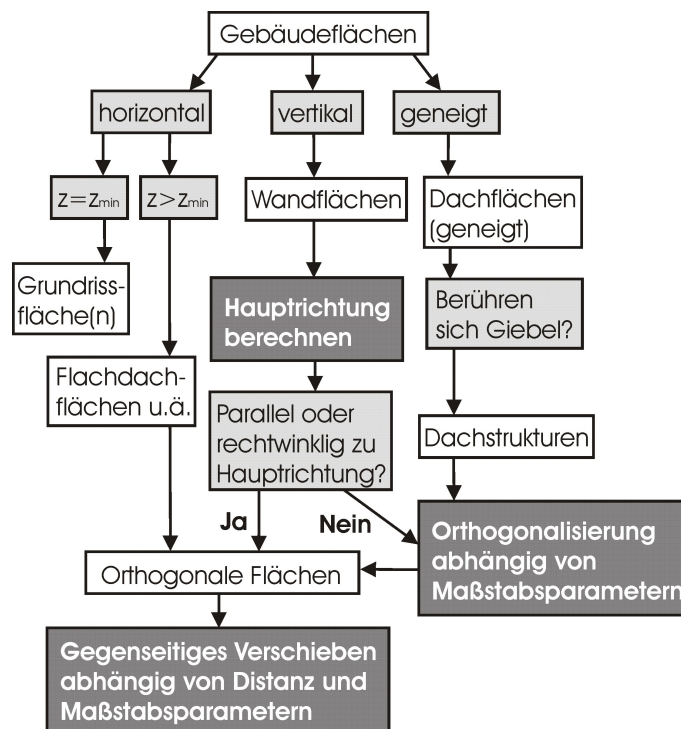 Gebäudeflächen
horizontal
vertikal
geneigt
z=zmin
z>zmin
Wandflächen
Dachflächen
(geneigt)
Grundriss-
fläche(n)
Hauptrichtung
berechnen
Berühren
sich Giebel?
Flachdach-
flächen u.ä.
Parallel oder
rechtwinklig zu
Hauptrichtung?
Dachstrukturen
Ja
Nein
Orthogonalisierung
abhängig von
Maßstabsparametern
Orthogonale Flächen
Gegenseitiges Verschieben
abhängig von Distanz und
Maßstabsparametern